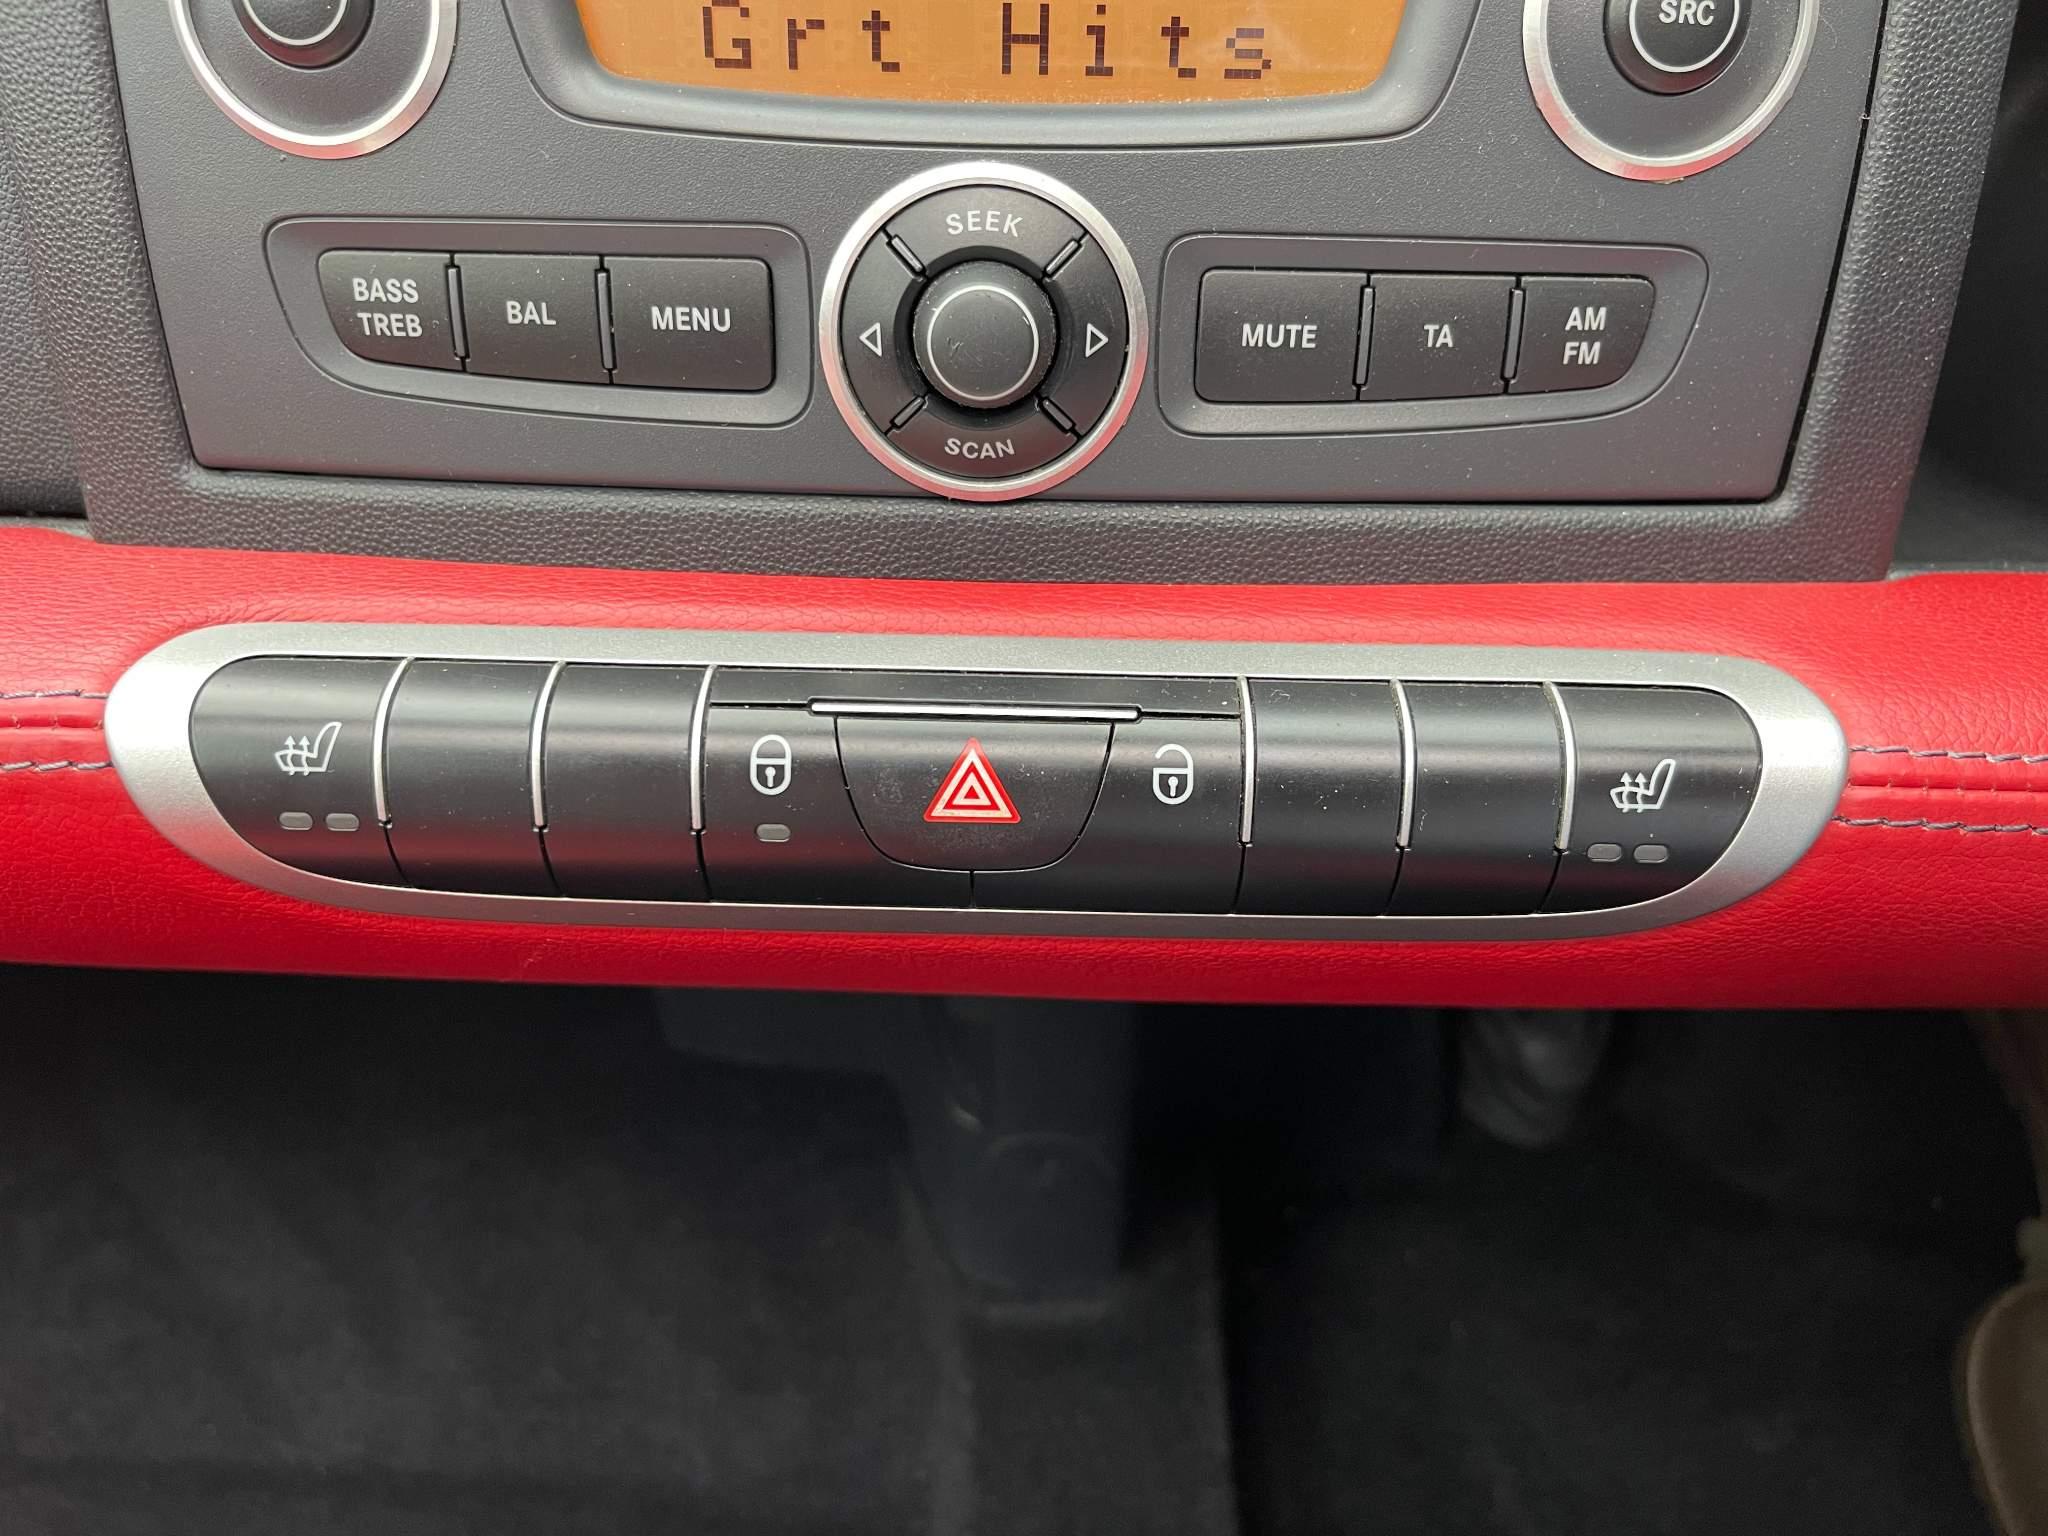 Grt Hits
SRC
SEEK
BASS
TREB
BAL
MENU
MUTE
TA
AM
FM
SCAN